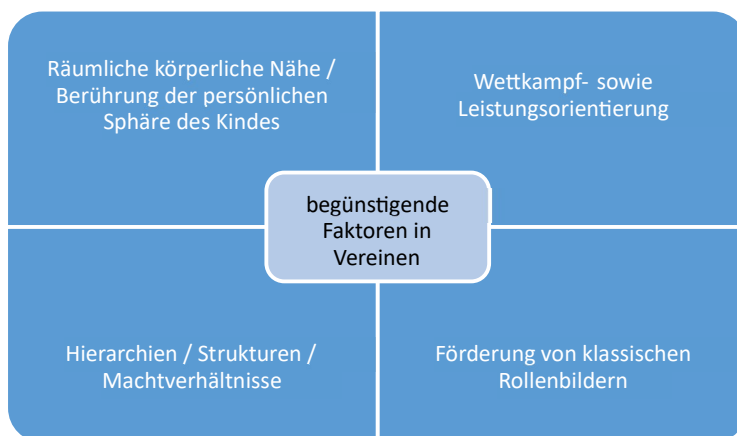 Räumliche körperliche Nähe /
Berührung der persönlichen
Sphäre des Kindes
Wettkampf- sowie
Leistungsorientierung
begünstigende
Faktoren in
Vereinen
Hierarchien / Strukturen /
Machtverhältnisse
Förderung von klassischen
Rollenbildern